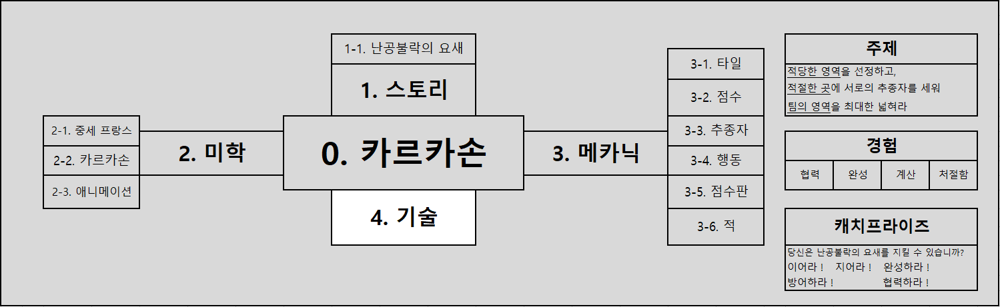 1-1. 난공불락의 요새
1. 스토리
2-1. 중세 프랑스
2-2. 카르카손
2-3. 애니메이션
2. 미학
0. 카르카손
3. 메카닉
4. 기술
3-1. 타일
3-2. 점수
3-3. 추종자
3-4. 행동
3-5. 점수판
3-6. 적
주제
적당한 영역을 선정하고,
적절한 곳에 서로의 추종자를 세워
팀의 영역을 최대한 넓혀라
경험
협력 완성 계산 처절함
캐치프라이즈
당신은 난공불락의 요새를 지킬 수 있습니까?
이어라 ! 지어라 ! 완성하라 !
방어하라 ! 협력하라 !